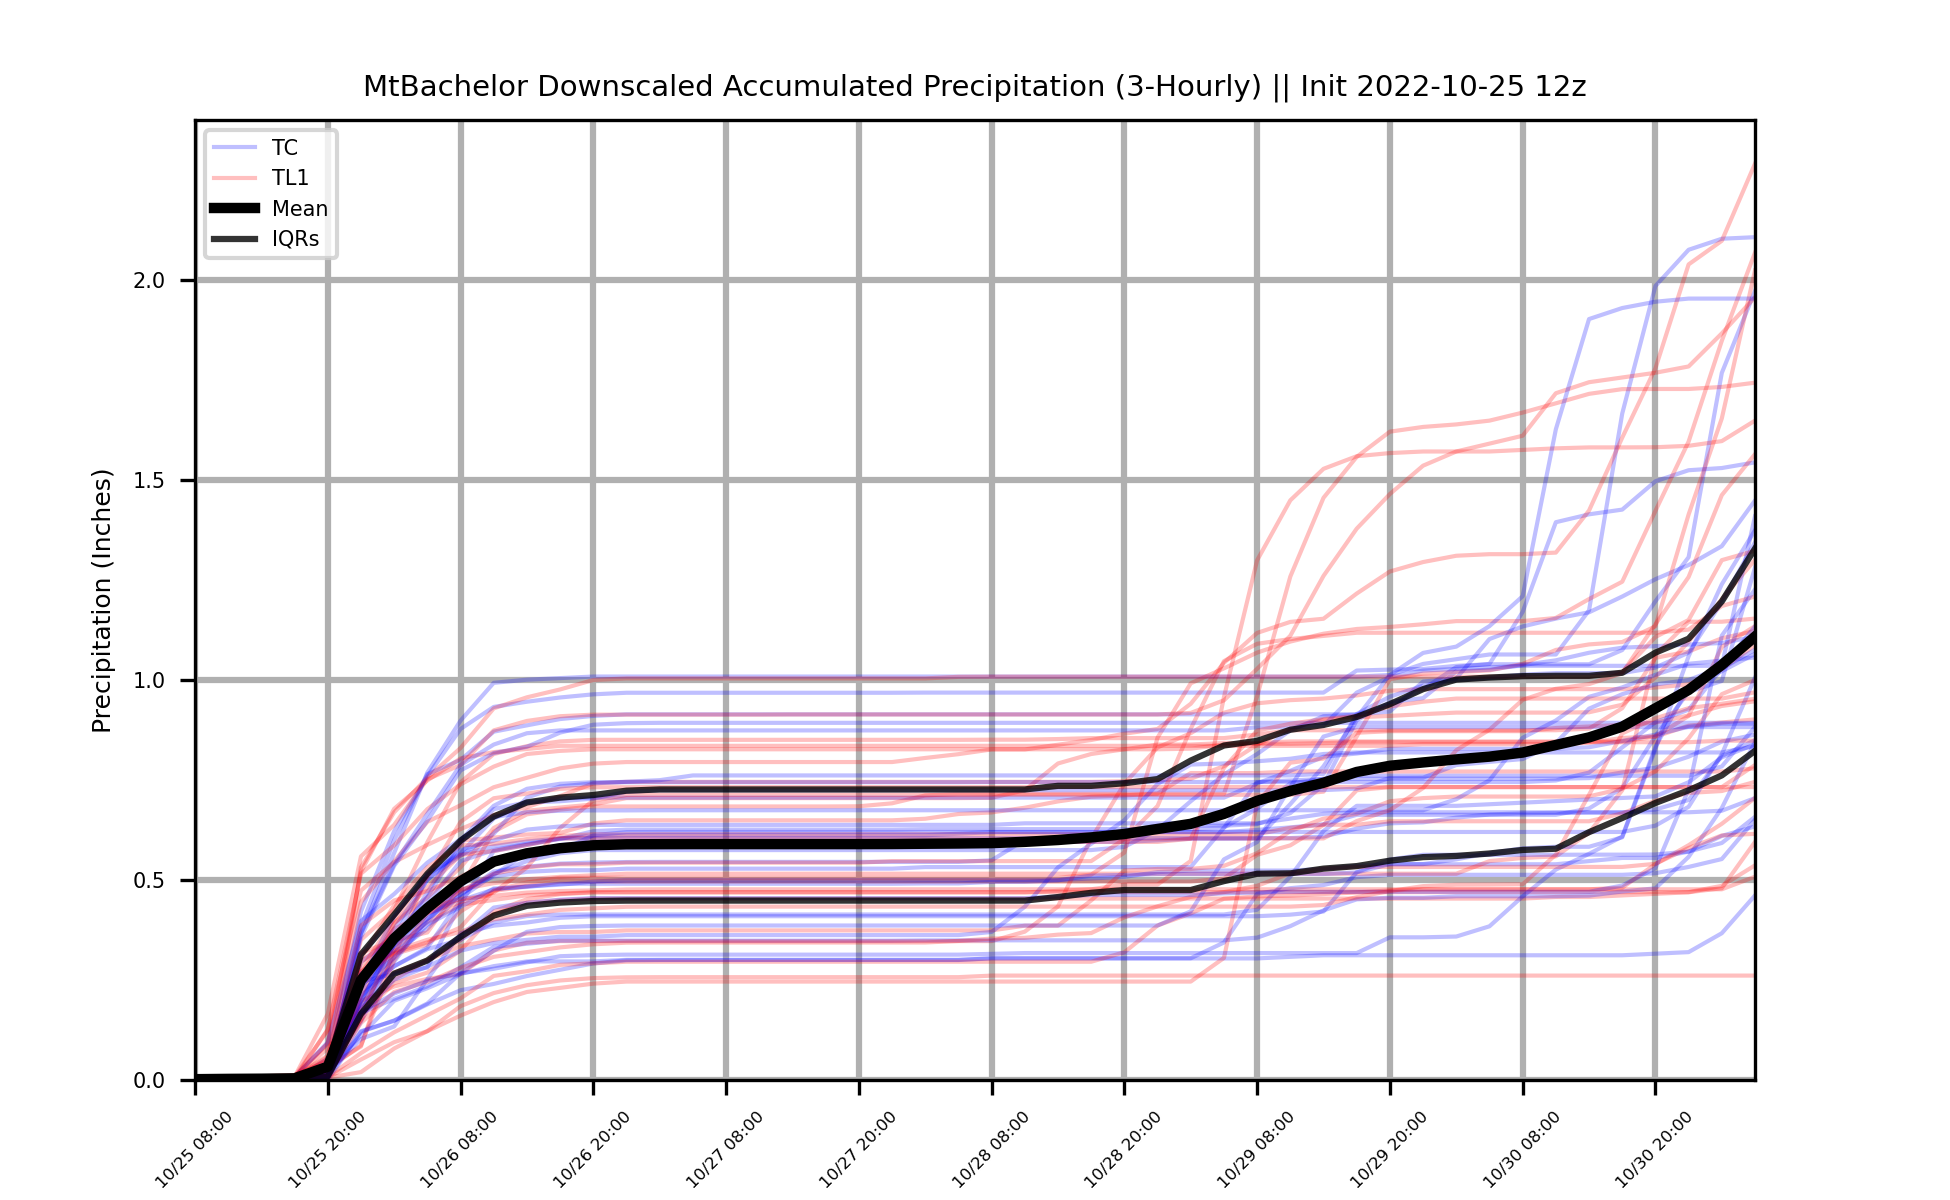 MtBachelor Downscaled Accumulated Precipitation (3-Hourly) || Init 2022-10-25 12z
TC
TL1
Mean
IQRs
Precipitation (Inches)
2.0
1.5
1.0
0.5
0.0
10/25 08:00
10/25 20:00
10/26 08:00
10/26 20:00
10/27 08:00
10/27 20:00
10/28 08:00
10/28 20:00
10/29 08:00
10/29 20:00
10/30 08:00
10/30 20:00